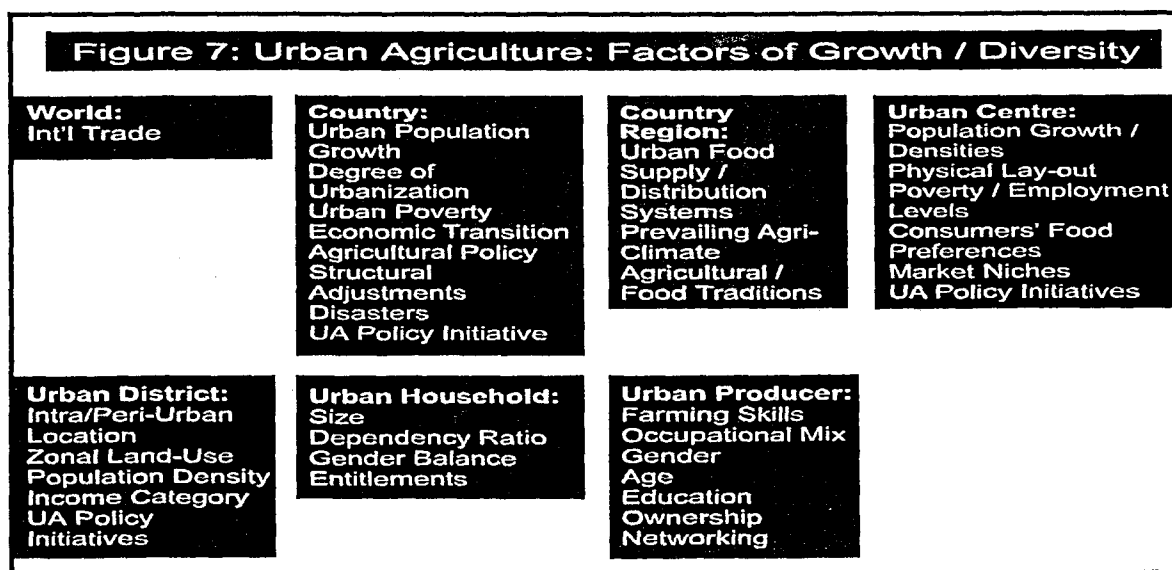 Figure 7: Urban Agriculture: Factors of Growth / Diversity
World:
Int'l Trade
Country:
Urban Population
Growth
Degree of
Urbanization
Urban Poverty
Economic Transition
Agricultural Policy
Structural
Adjustments
Disasters
UA Policy Initiative
Country
Region:
Urban Food
Supply /
Distribution
Systems
Prevailing Agri-
Climate
Agricultural /
Food Traditions
Urban Centre:
Population Growth /
Densities
Physical Lay-out
Poverty / Employment
Levels
Consumers' Food
Preferences
Market Niches
UA Policy Initiatives
Urban District:
Intra/Peri-Urban
Location
Zonal Land-Use
Population Density
Income Category
UA Policy
Initiatives
Urban Household:
Size
Dependency Ratio
Gender Balance
Entitlements
Urban Producer:
Farming Skills
Occupational Mix
Gender
Age
Education
Ownership
Networking